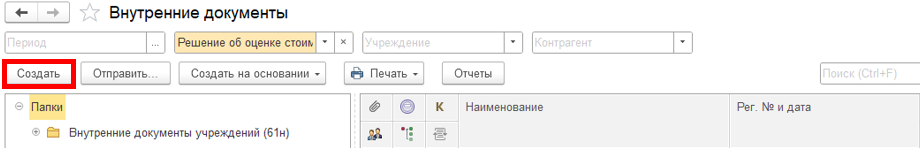 Внутренние документы
Период ... Решение об оценке стоим Учреждение Контрагент
Создать Отправить... Создать на основании Печать Отчеты Поиск (Ctrl+F)
Папки К Наименование Рег. № и дата
Внутренние документы учреждений (61н)